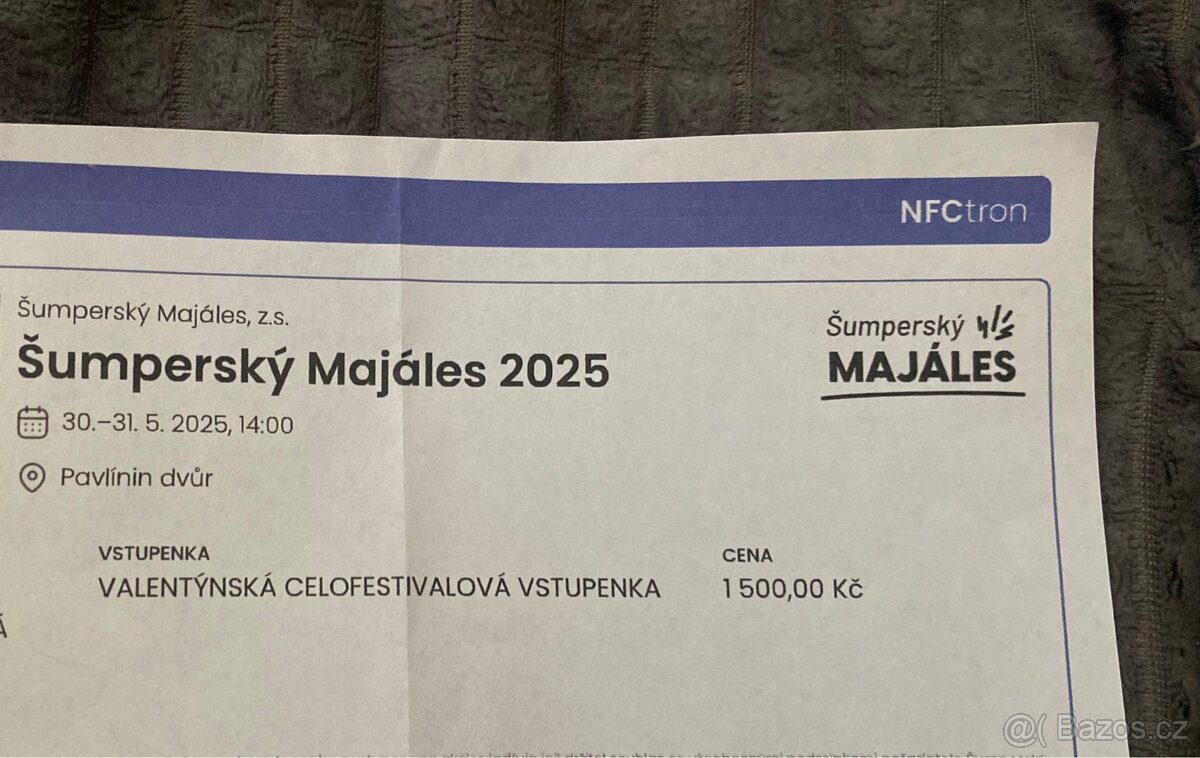 NFCtron
Šumperský Majáles, z.s.
Šumperský Majáles 2025
30.–31. 5. 2025, 14:00
Pavlínin dvůr
Šumperský
MAJÁLES
VSTUPENKA
VALENTÝNSKÁ CELOFESTIVALOVÁ VSTUPENKA
CENA
1 500,00 Kč
@( Bazos.cz